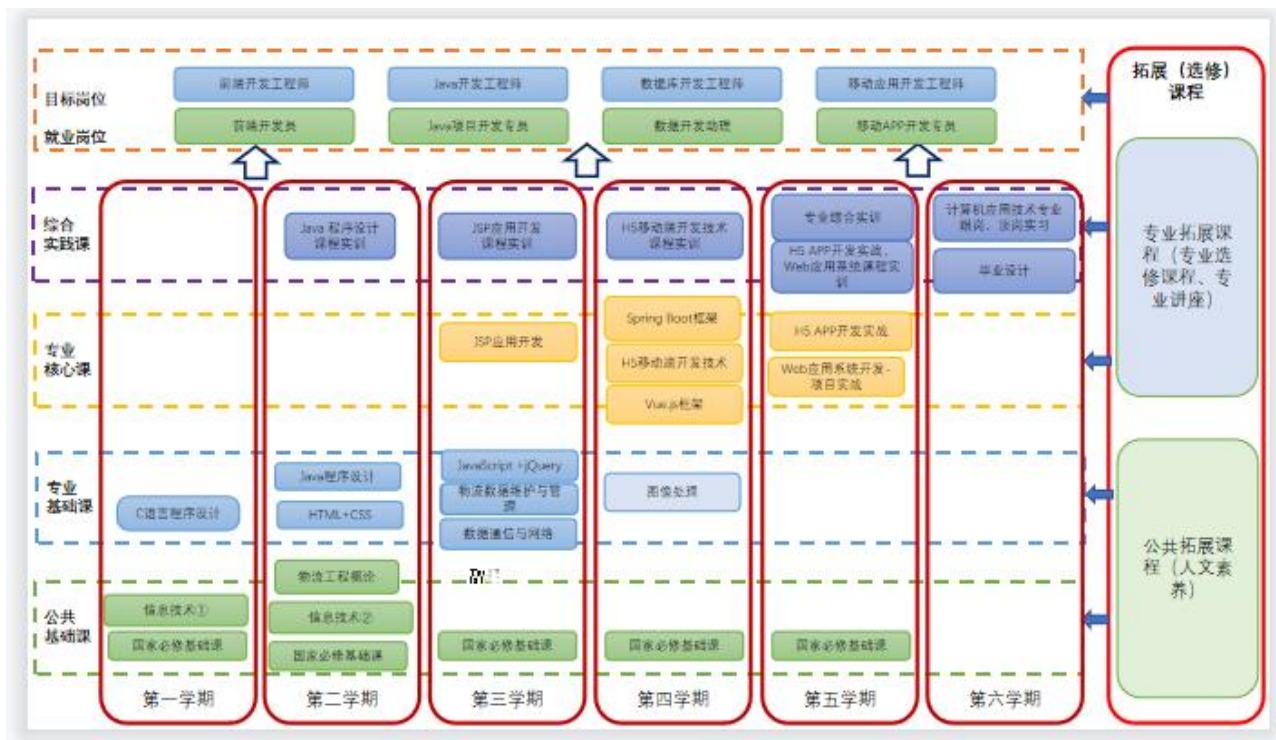 拓展（选修）
课程
目标岗位
前端开发工程师
Java开发工程师
数据库开发工程师
移动应用开发工程师
就业岗位
前端开发员
Java项目开发专员
数据开发助理
移动APP开发专员
综合
实践课
Java 程序设计
课程实训
JSP应用开发
课程实训
H5移动端开发技术
课程实训
专业综合实训
H5 APP开发实战、
Web应用系统课程实
训
计算机应用技术专业
跟岗、顶岗实习
毕业设计
专业拓展课
程（专业选
修课程、专
业讲座）
专业
核心课
JSP应用开发
Spring Boot框架
H5移动端开发技术
Vue.js框架
H5 APP开发实战
Web应用系统开发-
项目实战
专业
基础课
C语言程序设计
Java程序设计
HTML+CSS
JavaScript +jQuery
物流数据维护与管
理
数据通信与网络
图像处理
公共拓展课
程（人文素
养）
公共
基础课
信息技术①
国家必修基础课
物流工程概论
信息技术②
国家必修基础课
国家必修基础课
国家必修基础课
国家必修基础课
第一学期
第二学期
第三学期
第四学期
第五学期
第六学期